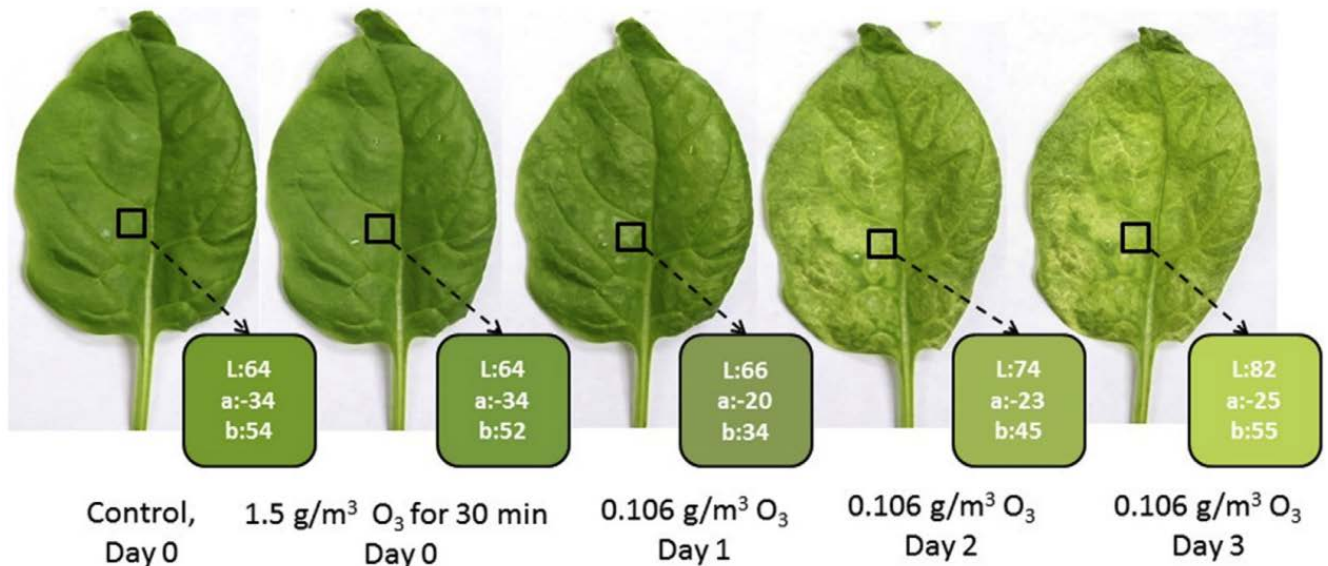 L:64
a:-34
b:54
L:64
a:-34
b:52
L:66
a:-20
b:34
L:74
a:-23
b:45
L:82
a:-25
b:55
Control,
Day 0
1.5 g/m³ O₃ for 30 min
Day 0
0.106 g/m³ O₃
Day 1
0.106 g/m³ O₃
Day 2
0.106 g/m³ O₃
Day 3